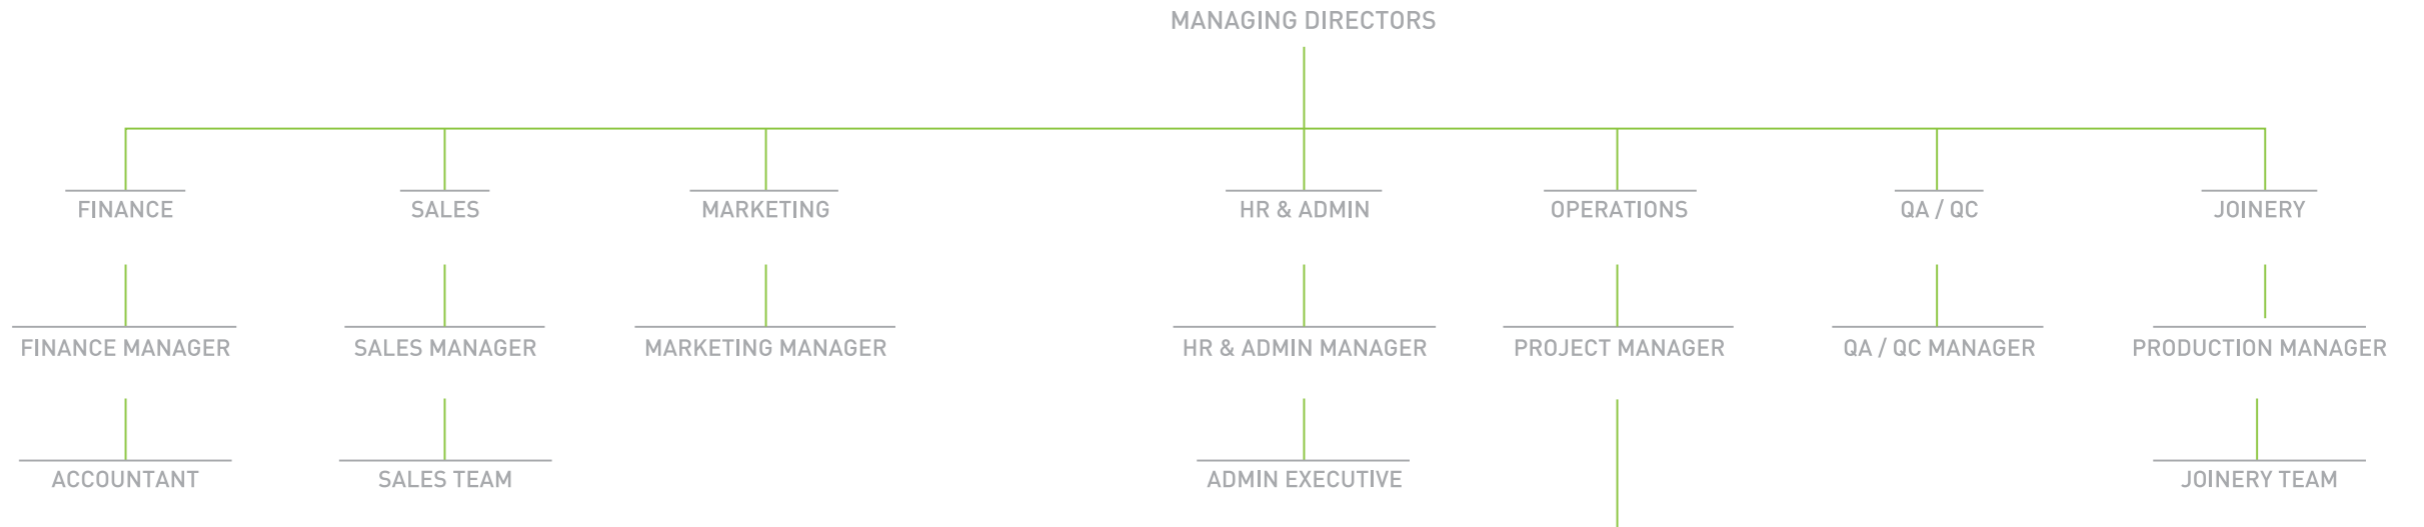 MANAGING DIRECTORS
FINANCE
SALES
MARKETING
HR & ADMIN
OPERATIONS
QA / QC
JOINERY
FINANCE MANAGER
SALES MANAGER
MARKETING MANAGER
HR & ADMIN MANAGER
PROJECT MANAGER
QA / QC MANAGER
PRODUCTION MANAGER
ACCOUNTANT
SALES TEAM
ADMIN EXECUTIVE
JOINERY TEAM